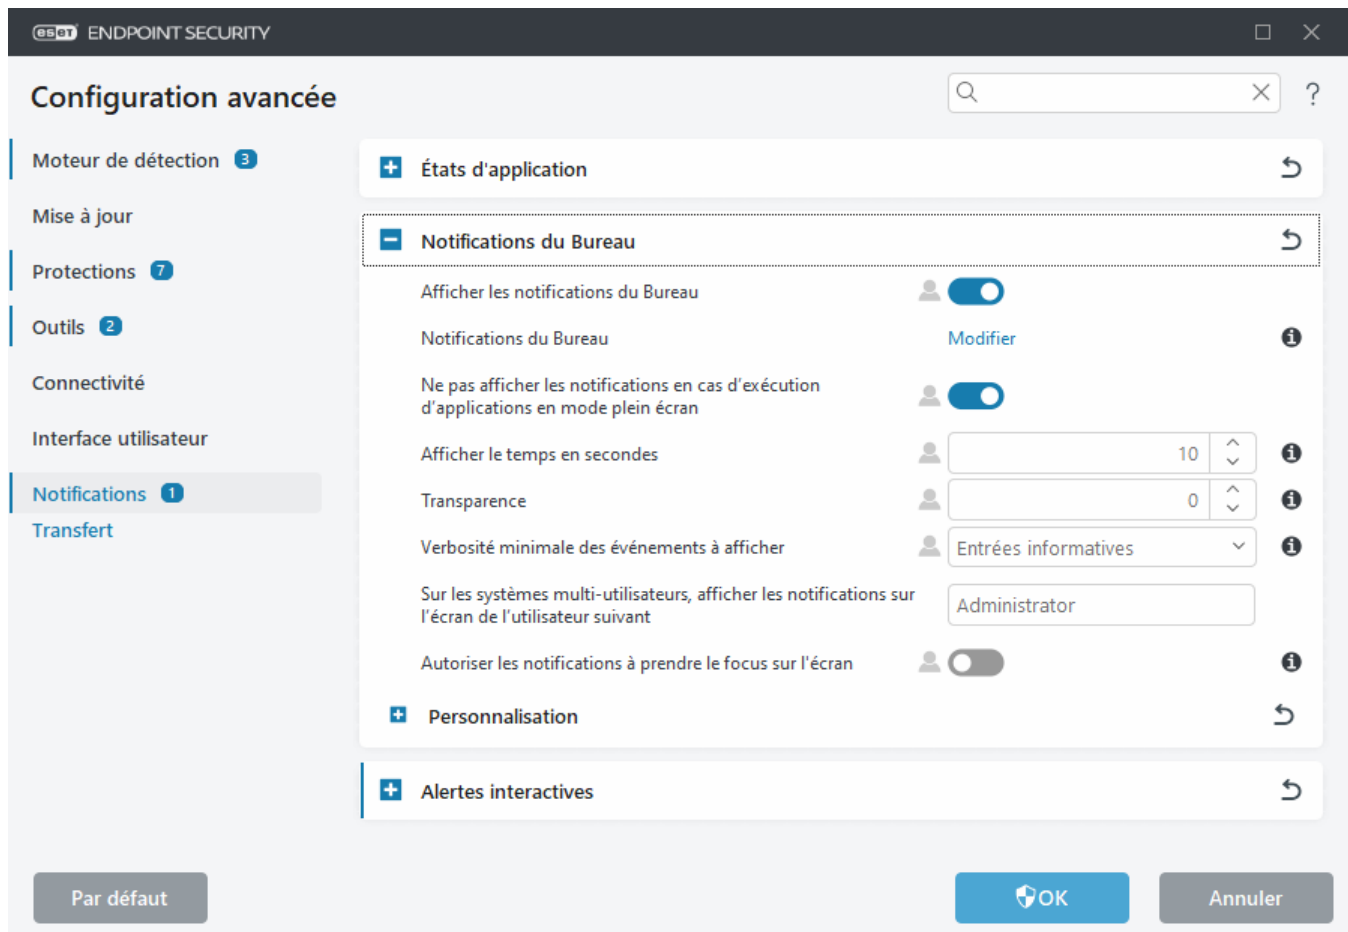 eset ENDPOINT SECURITY
Configuration avancée
?
Moteur de détection 3
Mise à jour
Protections 7
Outils 2
Connectivité
Interface utilisateur
Notifications 1
Transfert
États d'application
Notifications du Bureau
Afficher les notifications du Bureau
Notifications du Bureau Modifier
Ne pas afficher les notifications en cas d’exécution
d’applications en mode plein écran
Afficher le temps en secondes 10
Transparence 0
Verbosité minimale des événements à afficher Entrées informatives
Sur les systèmes multi-utilisateurs, afficher les notifications sur
l’écran de l’utilisateur suivant
Administrator
Autoriser les notifications à prendre le focus sur l'écran
Personnalisation
Alertes interactives
Par défaut
OK
Annuler